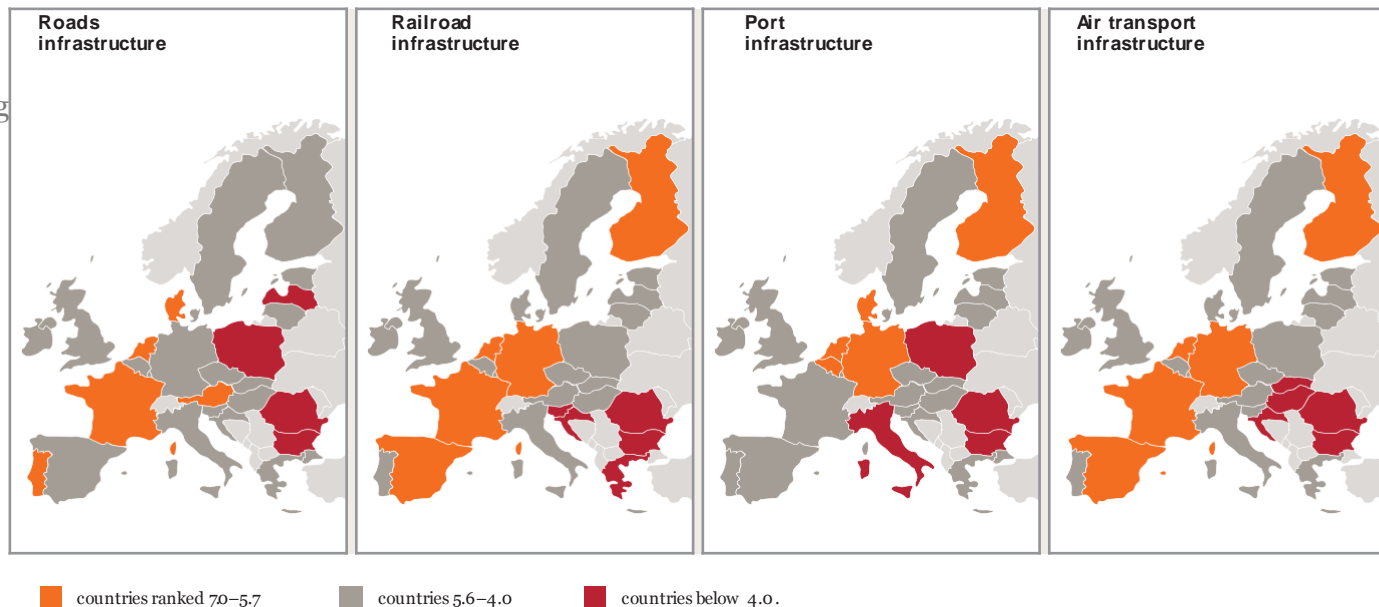 Roads
infrastructure
Railroad
infrastructure
Port
infrastructure
Air transport
infrastructure
g
countries ranked 7.0–5.7
countries 5.6–4.0
countries below 4.0.